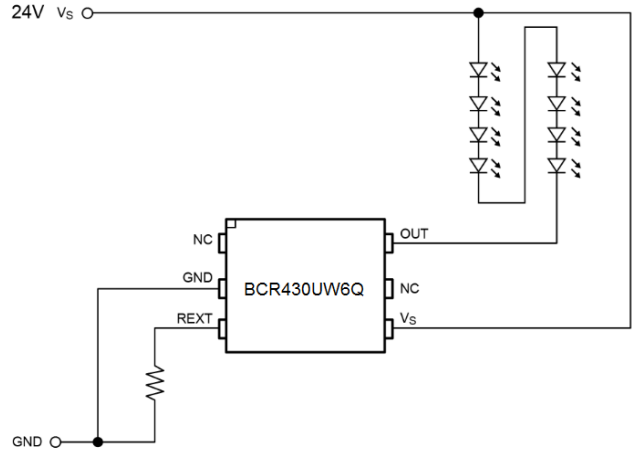 24V Vs
NC
OUT
GND
BCR430UW6Q
NC
REXT
Vs
GND